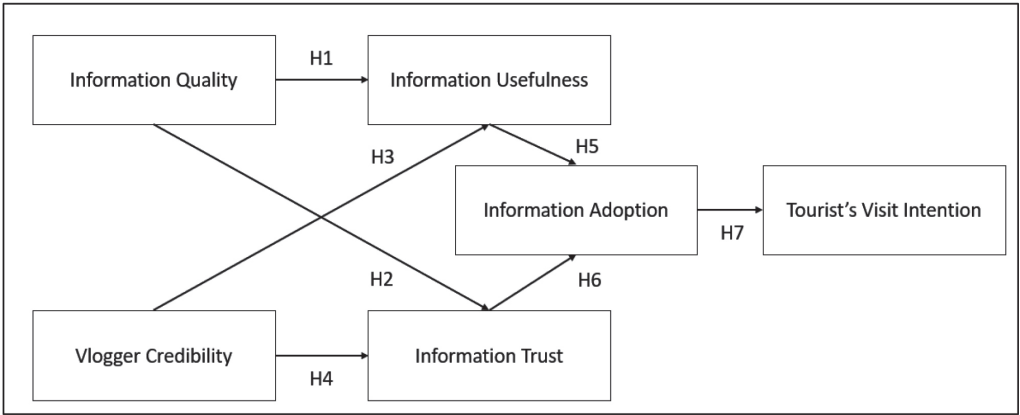 Information Quality
H1
Information Usefulness
H3
H5
Information Adoption
H7
Tourist's Visit Intention
H2
H6
Vlogger Credibility
H4
Information Trust